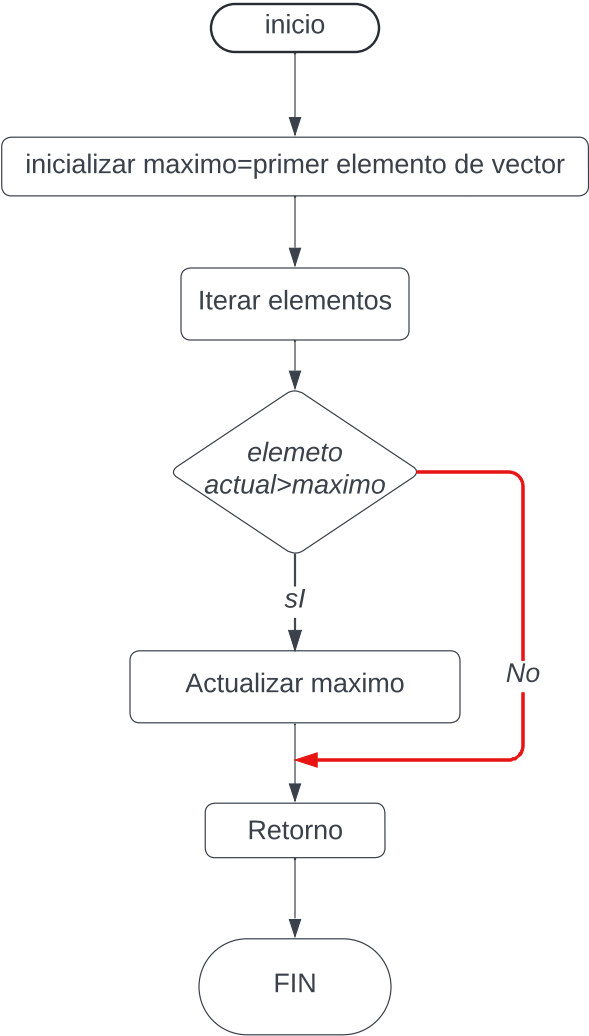 inicio
inicializar maximo=primer elemento de vector
Iterar elementos
elemeto
actual>maximo
sI
Actualizar maximo
No
Retorno
FIN